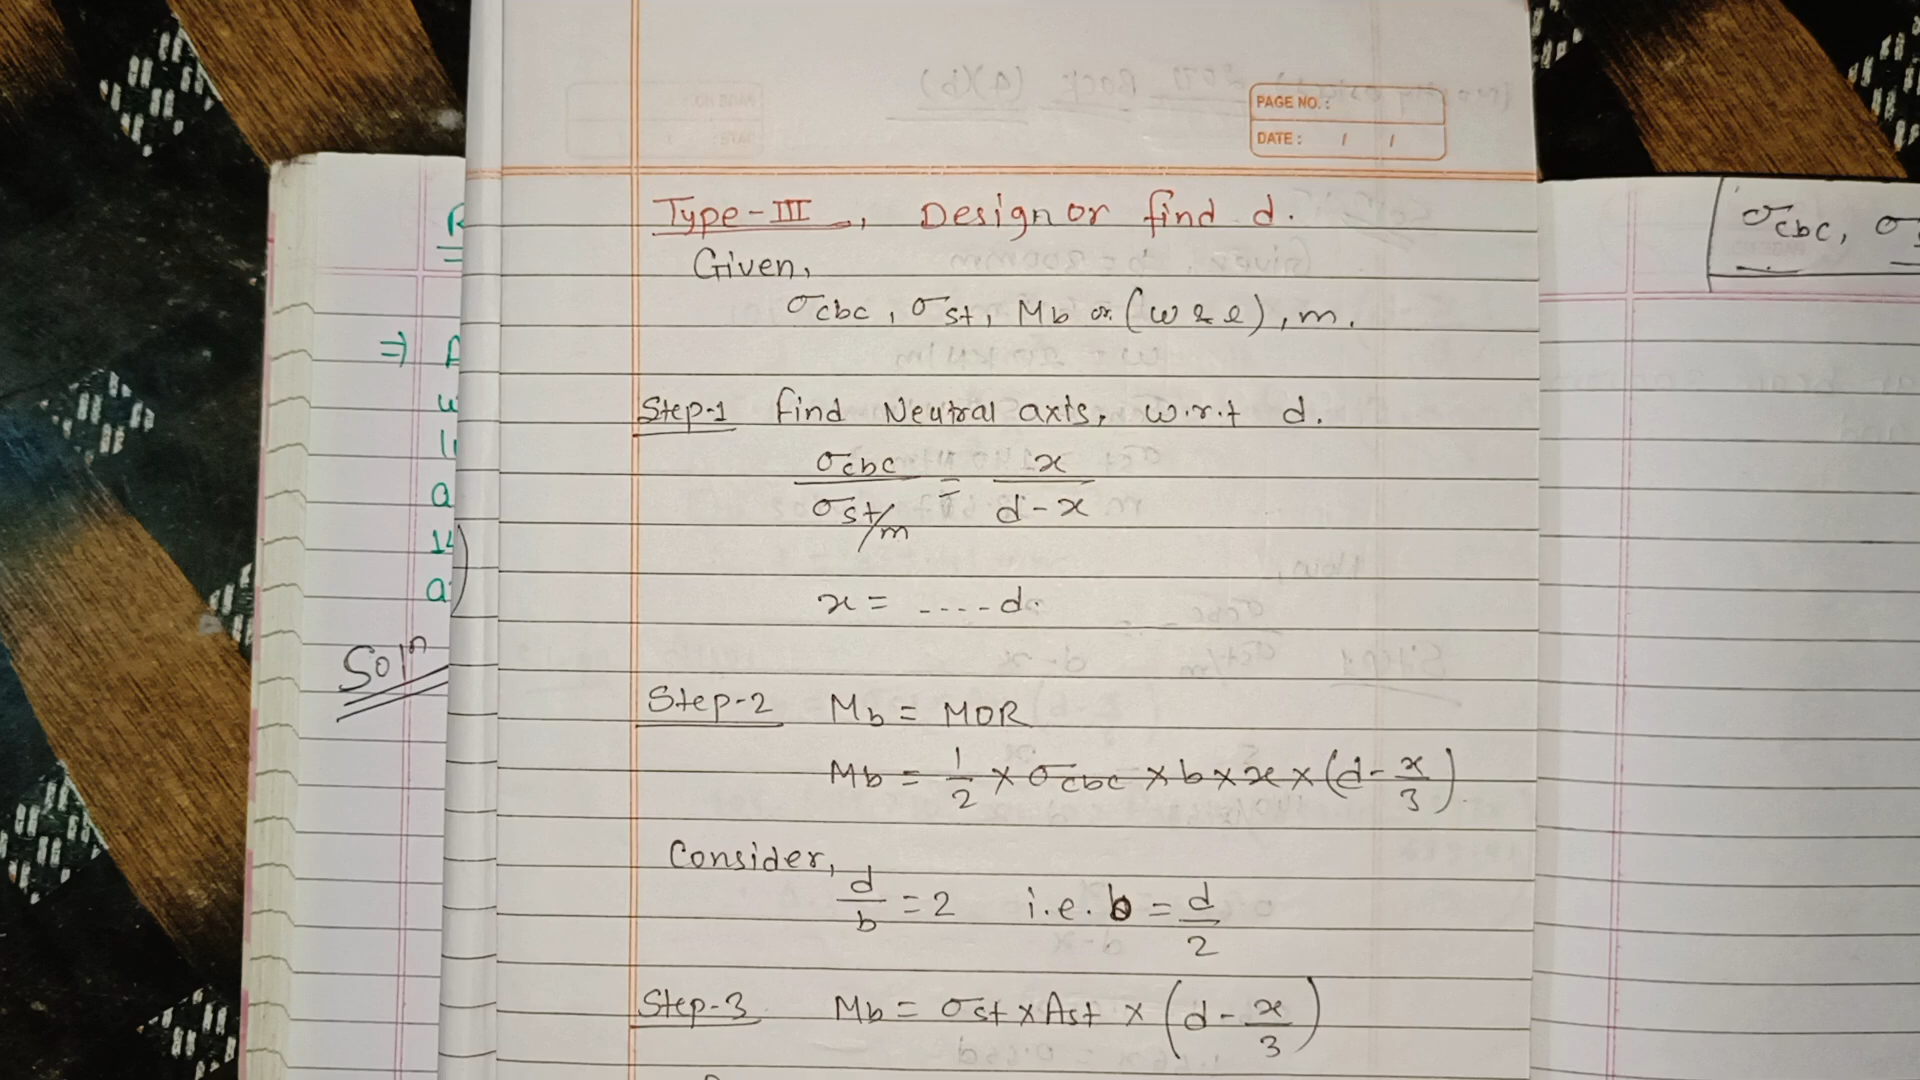 PAGE NO. :
DATE : / /
Type-III, Design or find d.
Given,
σcbc, σst, Mb or (w & l), m.
Step-1 find Neutral axis, w.r.t d.
σcbc / σst/m = x / d-x
x = ---- d.
Step-2 Mb = MOR
Mb = 1/2 × σcbc × b × x × (d - x/3).
Consider,
d/b = 2 i.e. b = d/2
Step-3 Mb = σst × Ast × (d - x/3)
⇒
a
14
a
Soln
σcbc, σ